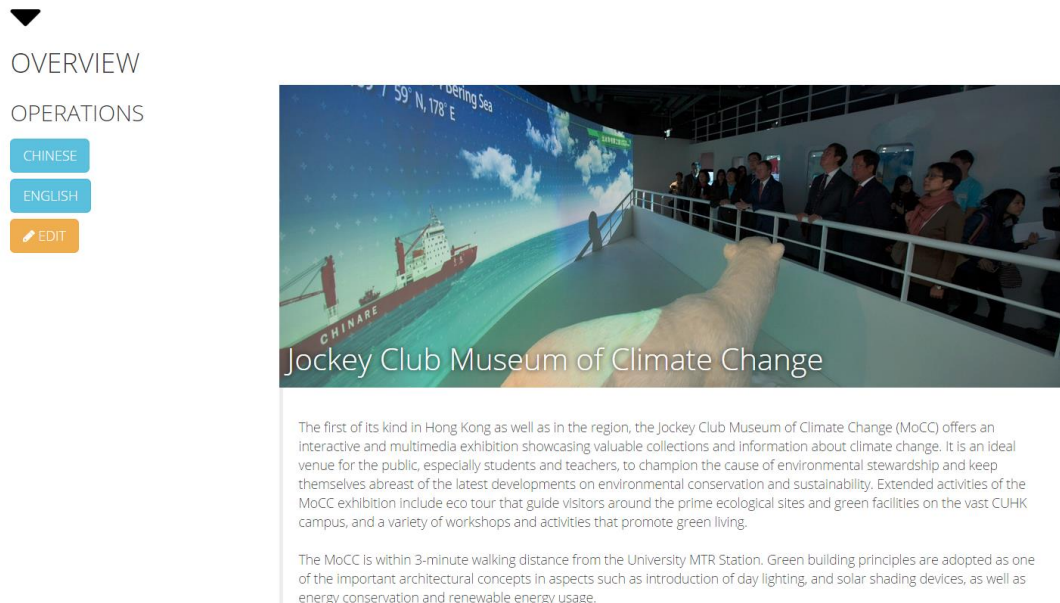 OVERVIEW
OPERATIONS
CHINESE
ENGLISH
EDIT
59° N, 178° E
Bering Sea
CHINARE
Jockey Club Museum of Climate Change
The first of its kind in Hong Kong as well as in the region, the Jockey Club Museum of Climate Change (MoCC) offers an
interactive and multimedia exhibition showcasing valuable collections and information about climate change. It is an ideal
venue for the public, especially students and teachers, to champion the cause of environmental stewardship and keep
themselves abreast of the latest developments on environmental conservation and sustainability. Extended activities of the
MoCC exhibition include eco tour that guide visitors around the prime ecological sites and green facilities on the vast CUHK
campus, and a variety of workshops and activities that promote green living.
The MoCC is within 3-minute walking distance from the University MTR Station. Green building principles are adopted as one
of the important architectural concepts in aspects such as introduction of day lighting, and solar shading devices, as well as
energy conservation and renewable energy usage.